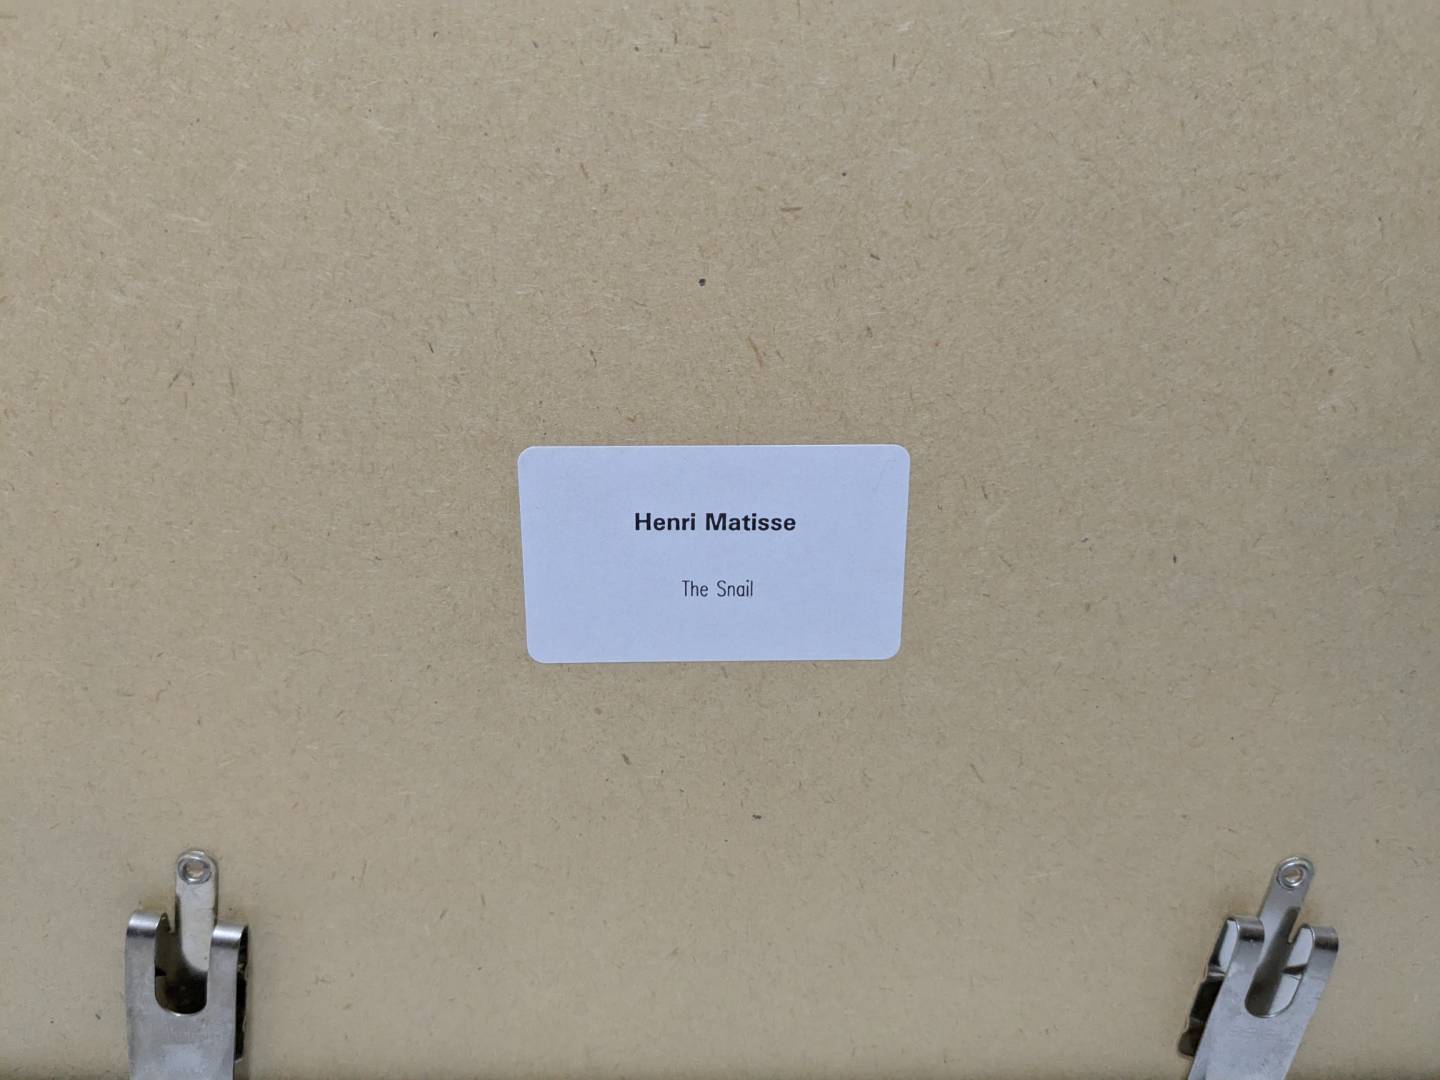 Henri Matisse
The Snail